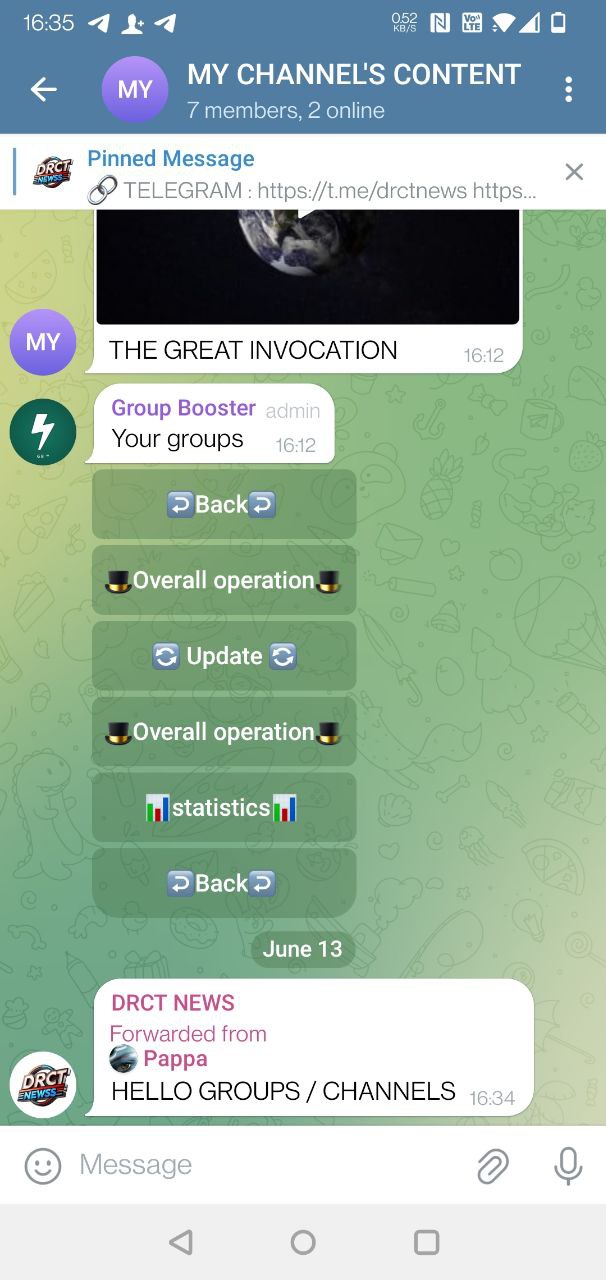 16:35
0.52
KB/S
Vo))
LTE
MY
MY CHANNEL'S CONTENT
7 members, 2 online
DRCT
NEWSS
Pinned Message
TELEGRAM : https://t.me/drctnews https...
MY
THE GREAT INVOCATION
16:12
Group Booster admin
Your groups 16:12
↩️Back↩️
🎩Overall operation🎩
🔄 Update 🔄
🎩Overall operation🎩
📊statistics📊
↩️Back↩️
June 13
DRCT NEWS
Forwarded from
Pappa
DRCT
NEWSS
HELLO GROUPS / CHANNELS 16:34
Message